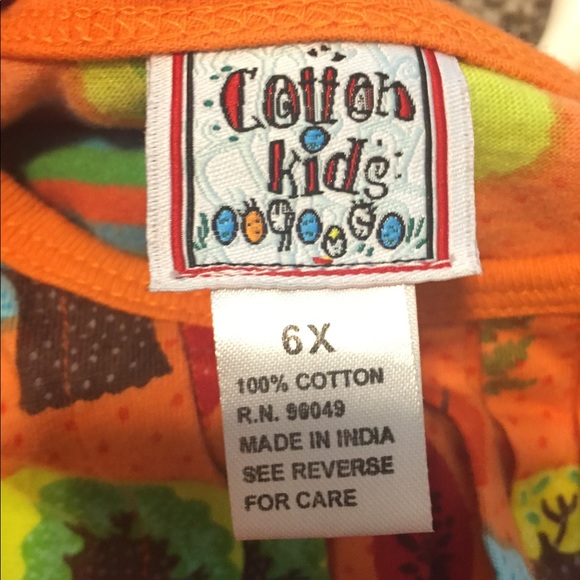 Cotton
kids
6X
100% COTTON
R.N. 96049
MADE IN INDIA
SEE REVERSE
FOR CARE